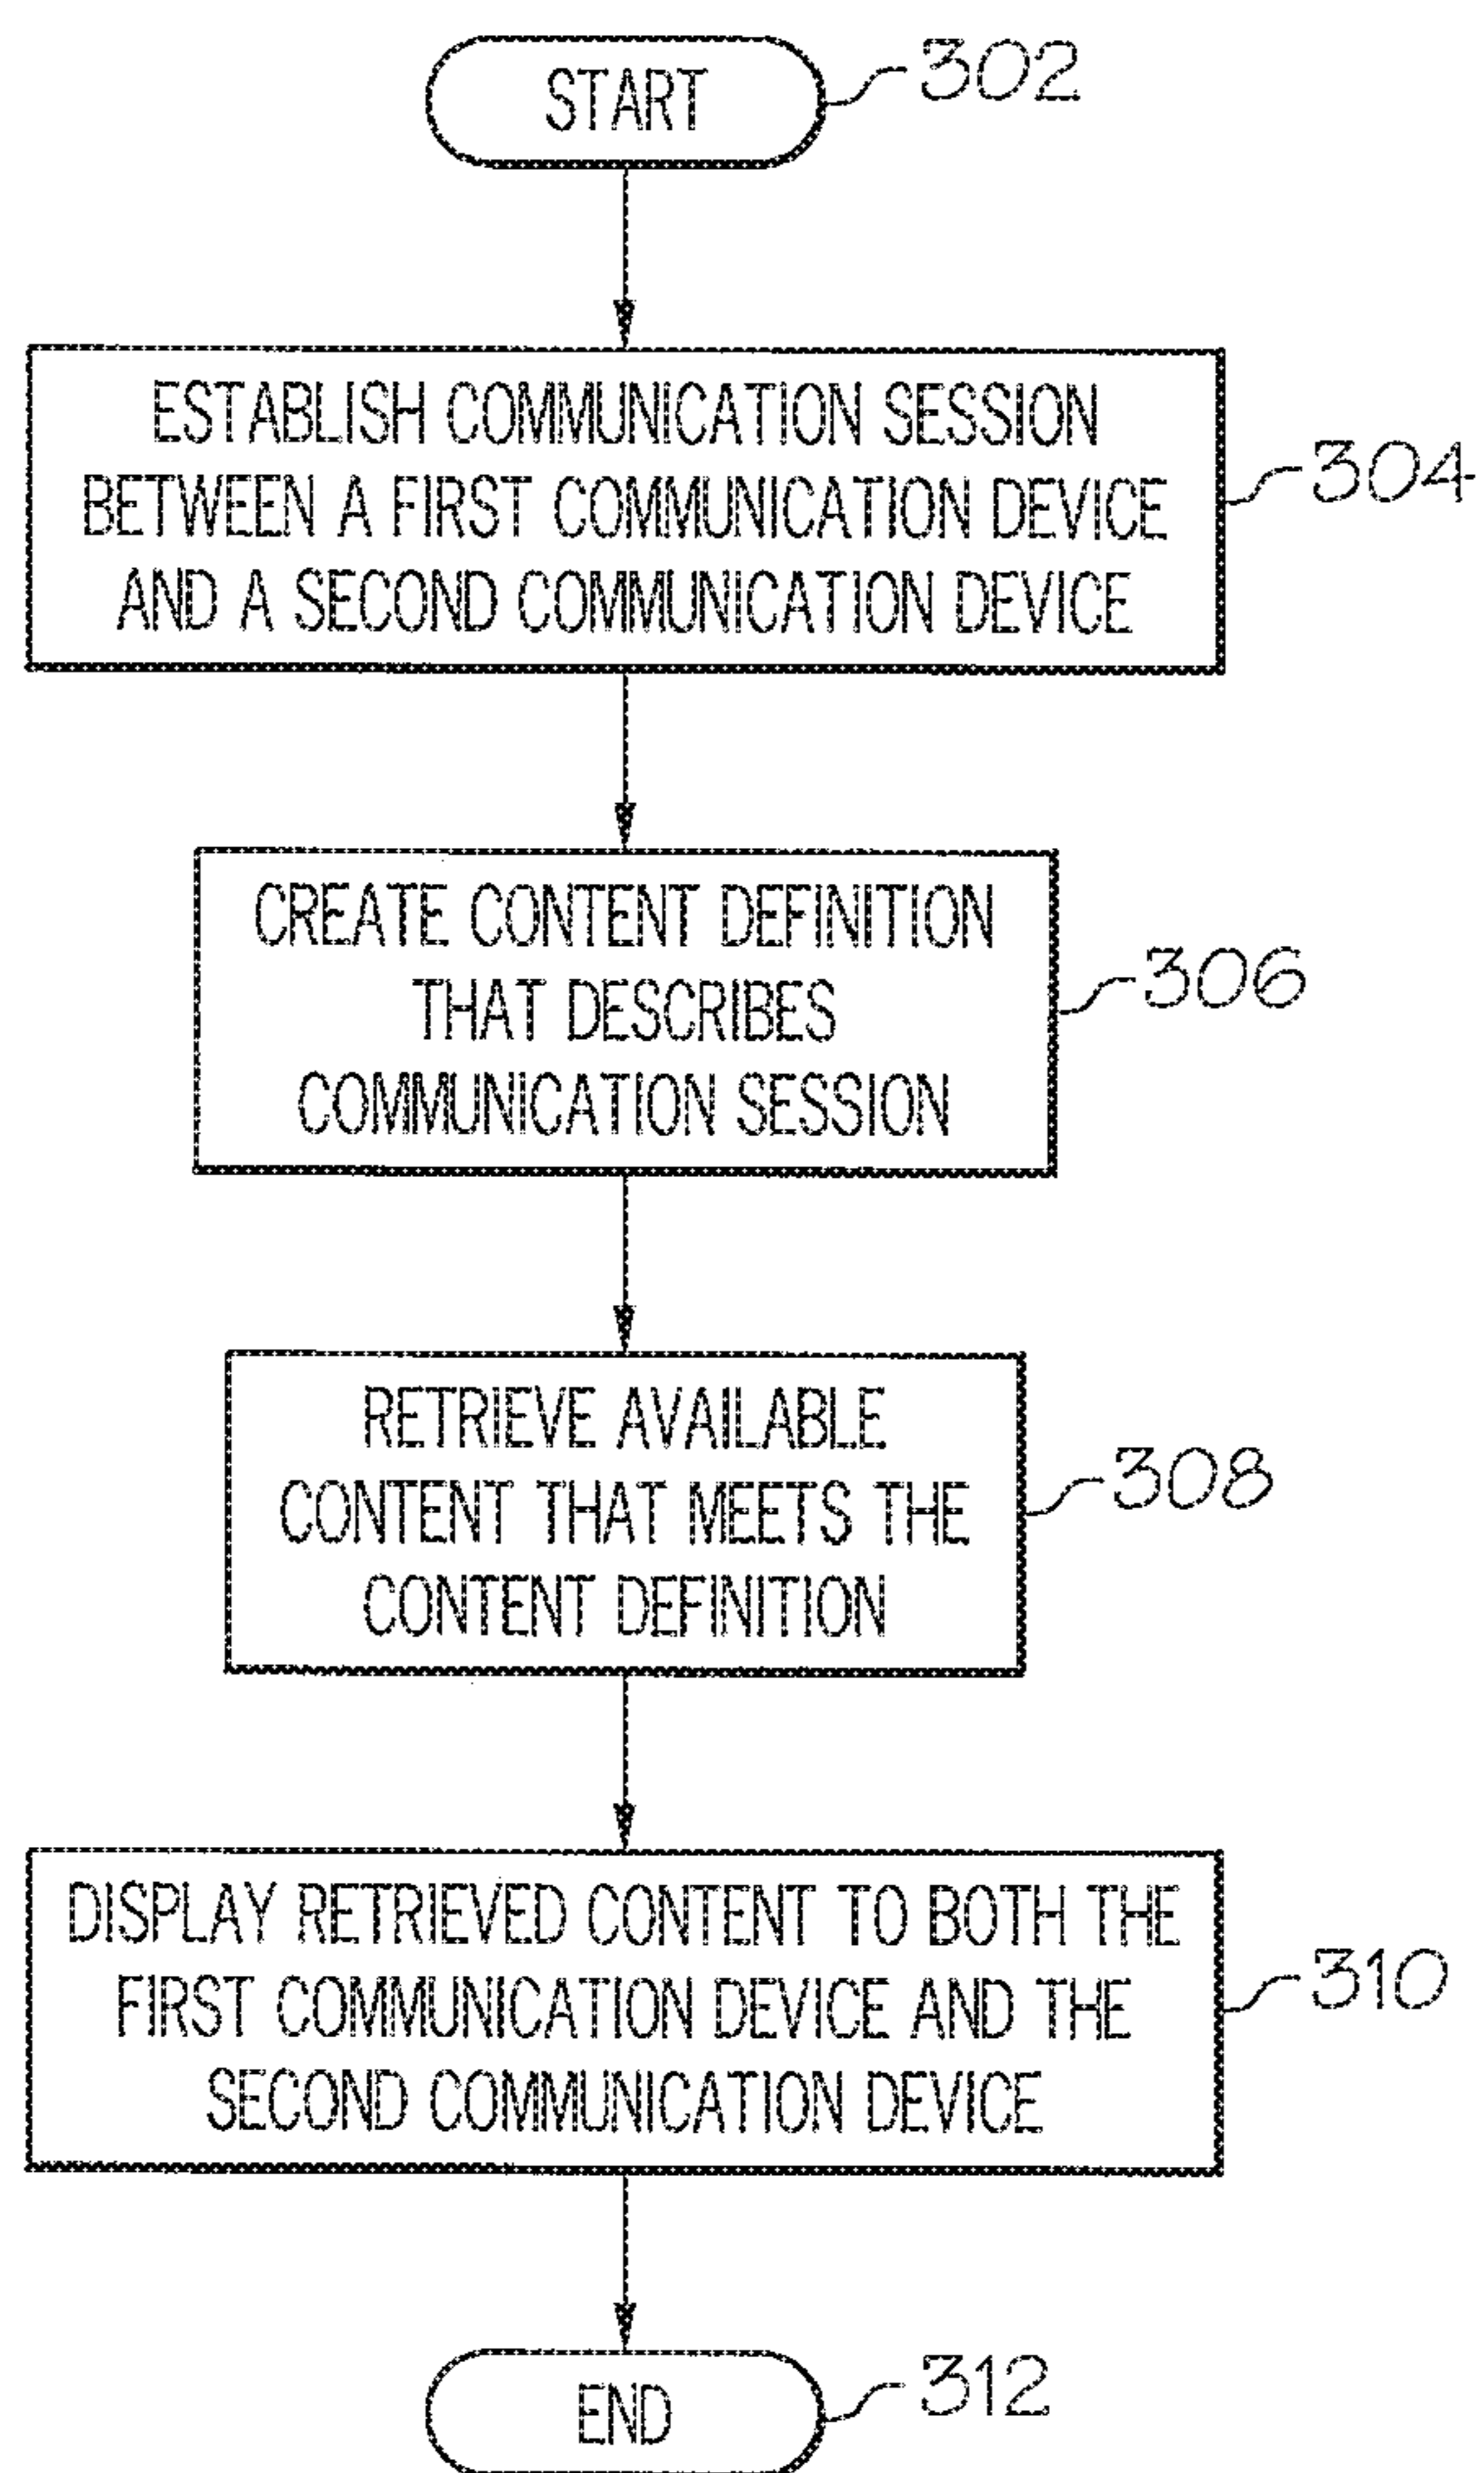 START
302
ESTABLISH COMMUNICATION SESSION
BETWEEN A FIRST COMMUNICATION DEVICE
AND A SECOND COMMUNICATION DEVICE
304
CREATE CONTENT DEFINITION
THAT DESCRIBES
COMMUNICATION SESSION
306
RETRIEVE AVAILABLE
CONTENT THAT MEETS THE
CONTENT DEFINITION
308
DISPLAY RETRIEVED CONTENT TO BOTH THE
FIRST COMMUNICATION DEVICE AND THE
SECOND COMMUNICATION DEVICE
310
END
312